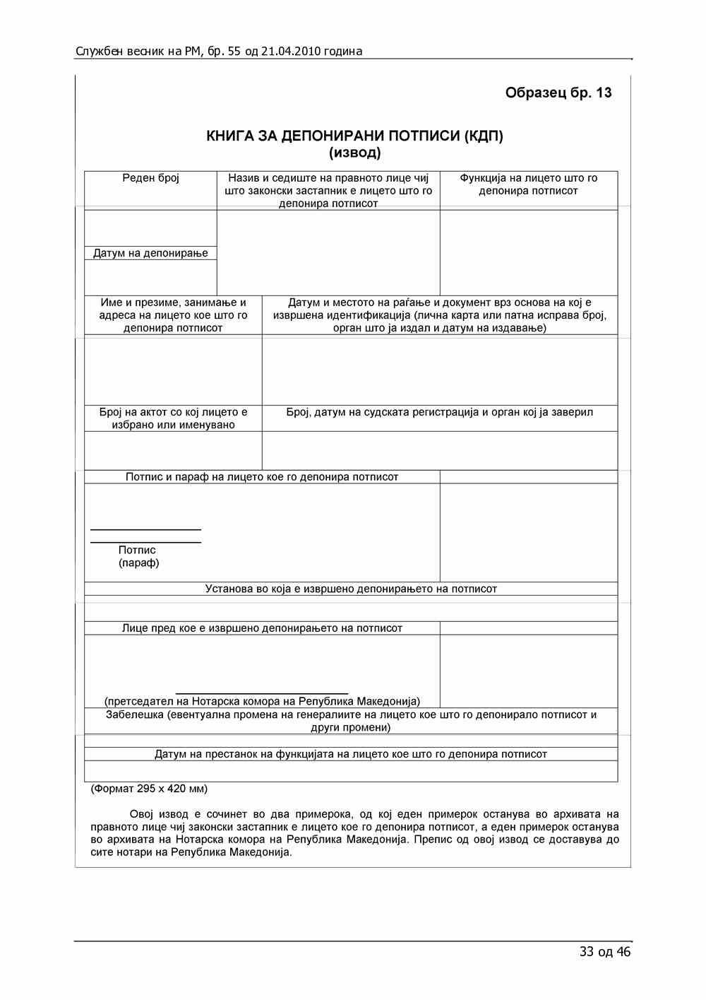 Службен весник на РМ, бр. 55 од 21.04.2010 година
Образец бр. 13
КНИГА ЗА ДЕПОНИРАНИ ПОТПИСИ (КДП)
(извод)
Реден број
Назив и седиште на правното лице чиј
што законски застапник е лицето што го
депонира потписот
Функција на лицето што го
депонира потписот
Датум на депонирање
Име и презиме, занимање и
адреса на лицето кое што го
депонира потписот
Датум и местото на раѓање и документ врз основа на кој е
извршена идентификација (лична карта или патна исправа број,
орган што ја издал и датум на издавање)
Број на актот со кој лицето е
избрано или именувано
Број, датум на судската регистрација и орган кој ја заверил
Потпис и параф на лицето кое го депонира потписот
Потпис
(параф)
Установа во која е извршено депонирањето на потписот
Лице пред кое е извршено депонирањето на потписот
(претседател на Нотарска комора на Република Македонија)
Забелешка (евентуална промена на генералиите на лицето кое што го депонирало потписот и
други промени)
Датум на престанок на функцијата на лицето кое што го депонира потписот
(Формат 295 х 420 мм)
Овој извод е сочинет во два примерока, од кој еден примерок останува во архивата на
правното лице чиј законски застапник е лицето кое го депонира потписот, а еден примерок останува
во архивата на Нотарска комора на Република Македонија. Препис од овој извод се доставува до
сите нотари на Република Македонија.
33 од 46